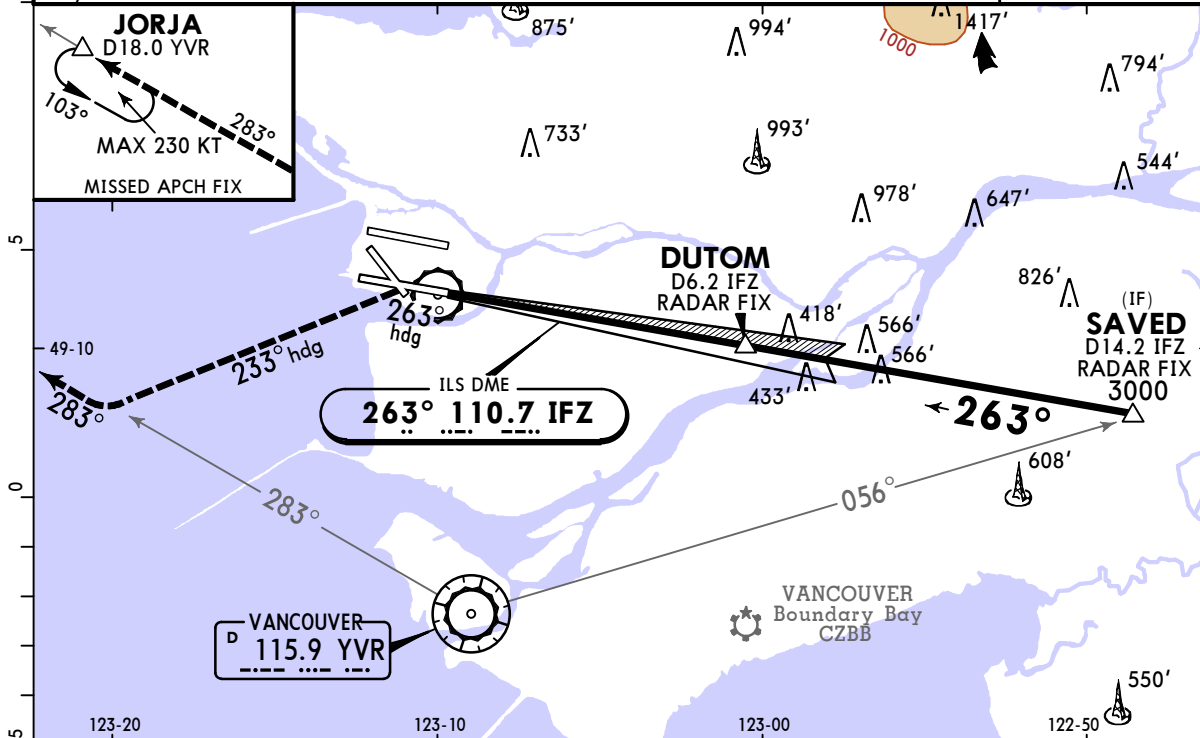 JORJA
D18.0 YVR
103°
283°
MAX 230 KT
MISSED APCH FIX
875'
994'
1000
1417'
794'
733'
993'
544'
978'
647'
5
DUTOM
D6.2 IFZ
RADAR FIX
826'
(IF)
SAVED
D14.2 IFZ
RADAR FIX
3000
418'
566'
566'
433'
263°
hdg
233° hdg
49-10
283°
ILS DME
263° 110.7 IFZ
263°
608'
0
283°
056°
VANCOUVER
D 115.9 YVR
VANCOUVER
Boundary Bay
CZBB
550'
5
123-20
123-10
123-00
122-50